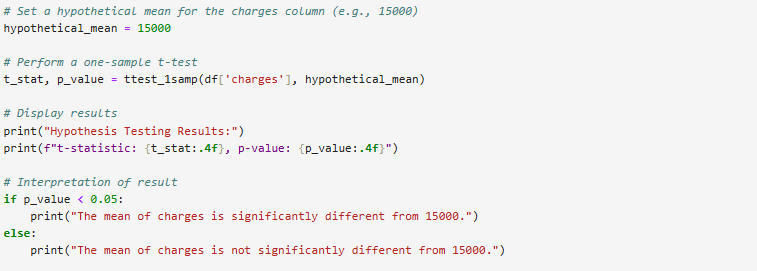 # Set a hypothetical mean for the charges column (e.g., 15000)
hypothetical_mean = 15000

# Perform a one-sample t-test
t_stat, p_value = ttest_1samp(df['charges'], hypothetical_mean)

# Display results
print("Hypothesis Testing Results:")
print(f"t-statistic: {t_stat:.4f}, p-value: {p_value:.4f}")

# Interpretation of result
if p_value < 0.05:
    print("The mean of charges is significantly different from 15000.")
else:
    print("The mean of charges is not significantly different from 15000.")